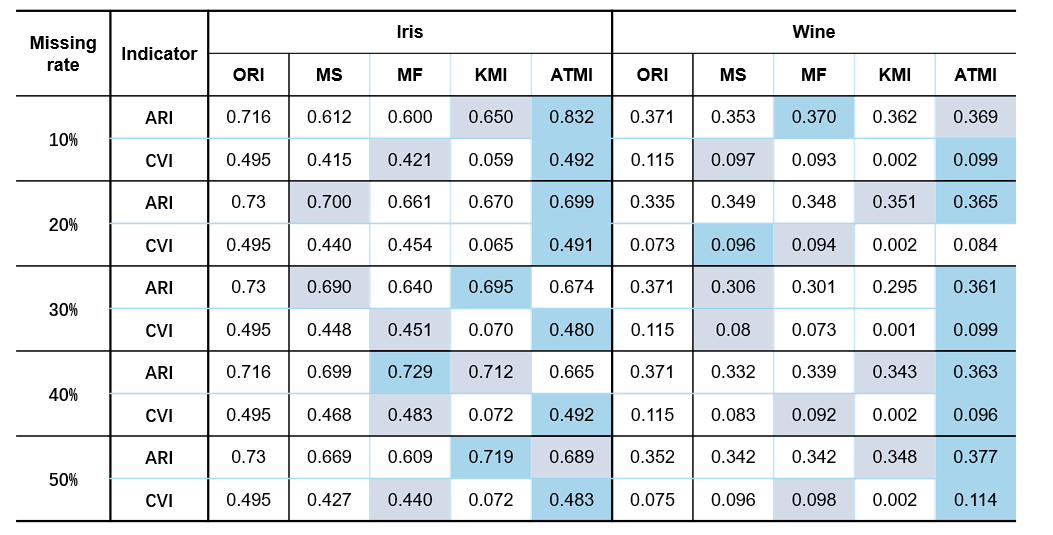 Missing rate Indicator Iris Wine
ORI MS MF KMI ATMI ORI MS MF KMI ATMI
10% ARI 0.716 0.612 0.600 0.650 0.832 0.371 0.353 0.370 0.362 0.369
CVI 0.495 0.415 0.421 0.059 0.492 0.115 0.097 0.093 0.002 0.099
20% ARI 0.73 0.700 0.661 0.670 0.699 0.335 0.349 0.348 0.351 0.365
CVI 0.495 0.440 0.454 0.065 0.491 0.073 0.096 0.094 0.002 0.084
30% ARI 0.73 0.690 0.640 0.695 0.674 0.371 0.306 0.301 0.295 0.361
CVI 0.495 0.448 0.451 0.070 0.480 0.115 0.08 0.073 0.001 0.099
40% ARI 0.716 0.699 0.729 0.712 0.665 0.371 0.332 0.339 0.343 0.363
CVI 0.495 0.468 0.483 0.072 0.492 0.115 0.083 0.092 0.002 0.096
50% ARI 0.73 0.669 0.609 0.719 0.689 0.352 0.342 0.342 0.348 0.377
CVI 0.495 0.427 0.440 0.072 0.483 0.075 0.096 0.098 0.002 0.114